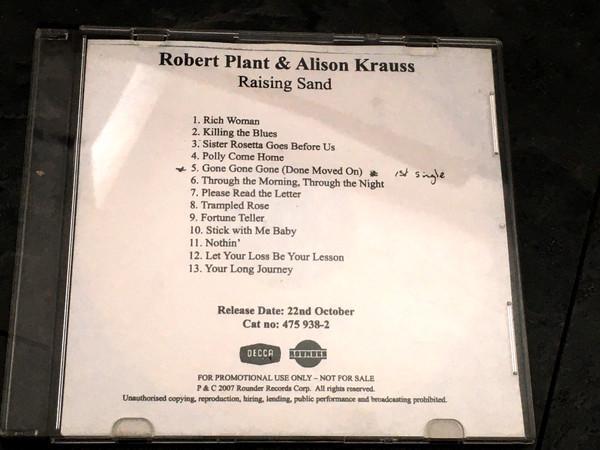 Robert Plant & Alison Krauss
Raising Sand
1. Rich Woman
2. Killing the Blues
3. Sister Rosetta Goes Before Us
4. Polly Come Home
* 5. Gone Gone Gone (Done Moved On) * 1st single
6. Through the Morning, Through the Night
7. Please Read the Letter
8. Trampled Rose
9. Fortune Teller
10. Stick with Me Baby
11. Nothin'
12. Let Your Loss Be Your Lesson
13. Your Long Journey
Release Date: 22nd October
Cat no: 475 938-2
DECCA ROUNDER
FOR PROMOTIONAL USE ONLY – NOT FOR SALE
P & C 2007 Rounder Records Corp. All rights reserved.
Unauthorised copying, reproduction, hiring, lending, public performance and broadcasting prohibited.